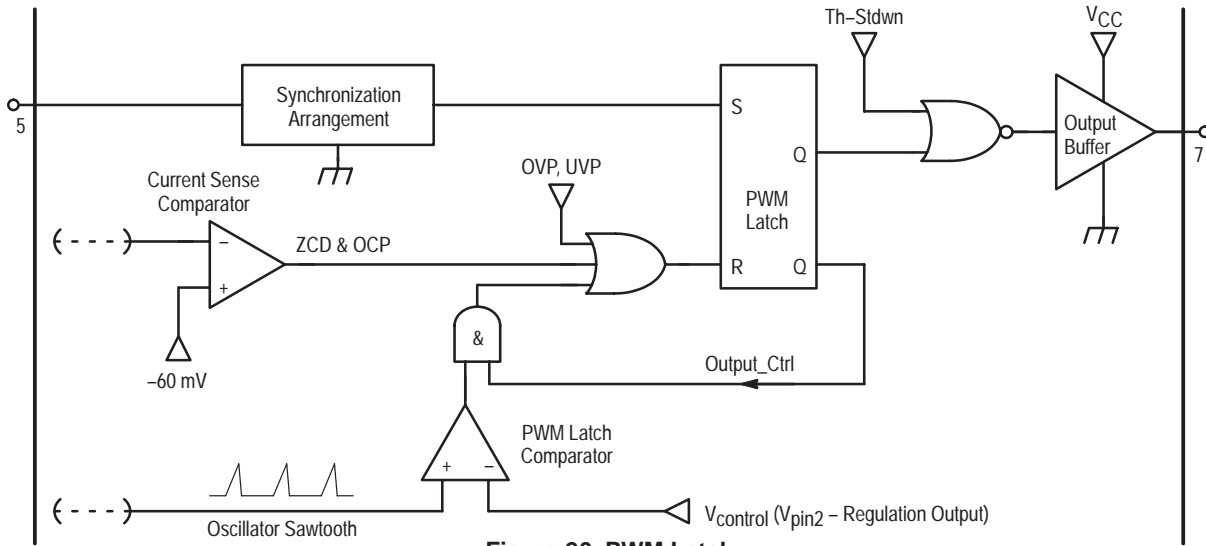 Th–Stdwn
VCC
5
Synchronization
Arrangement
S
Q
Output
Buffer
7
OVP, UVP
PWM
Latch
Current Sense
Comparator
–
+
ZCD & OCP
R
Q
–60 mV
&
Output_Ctrl
PWM Latch
Comparator
+
–
Oscillator Sawtooth
Vcontrol (Vpin2 – Regulation Output)